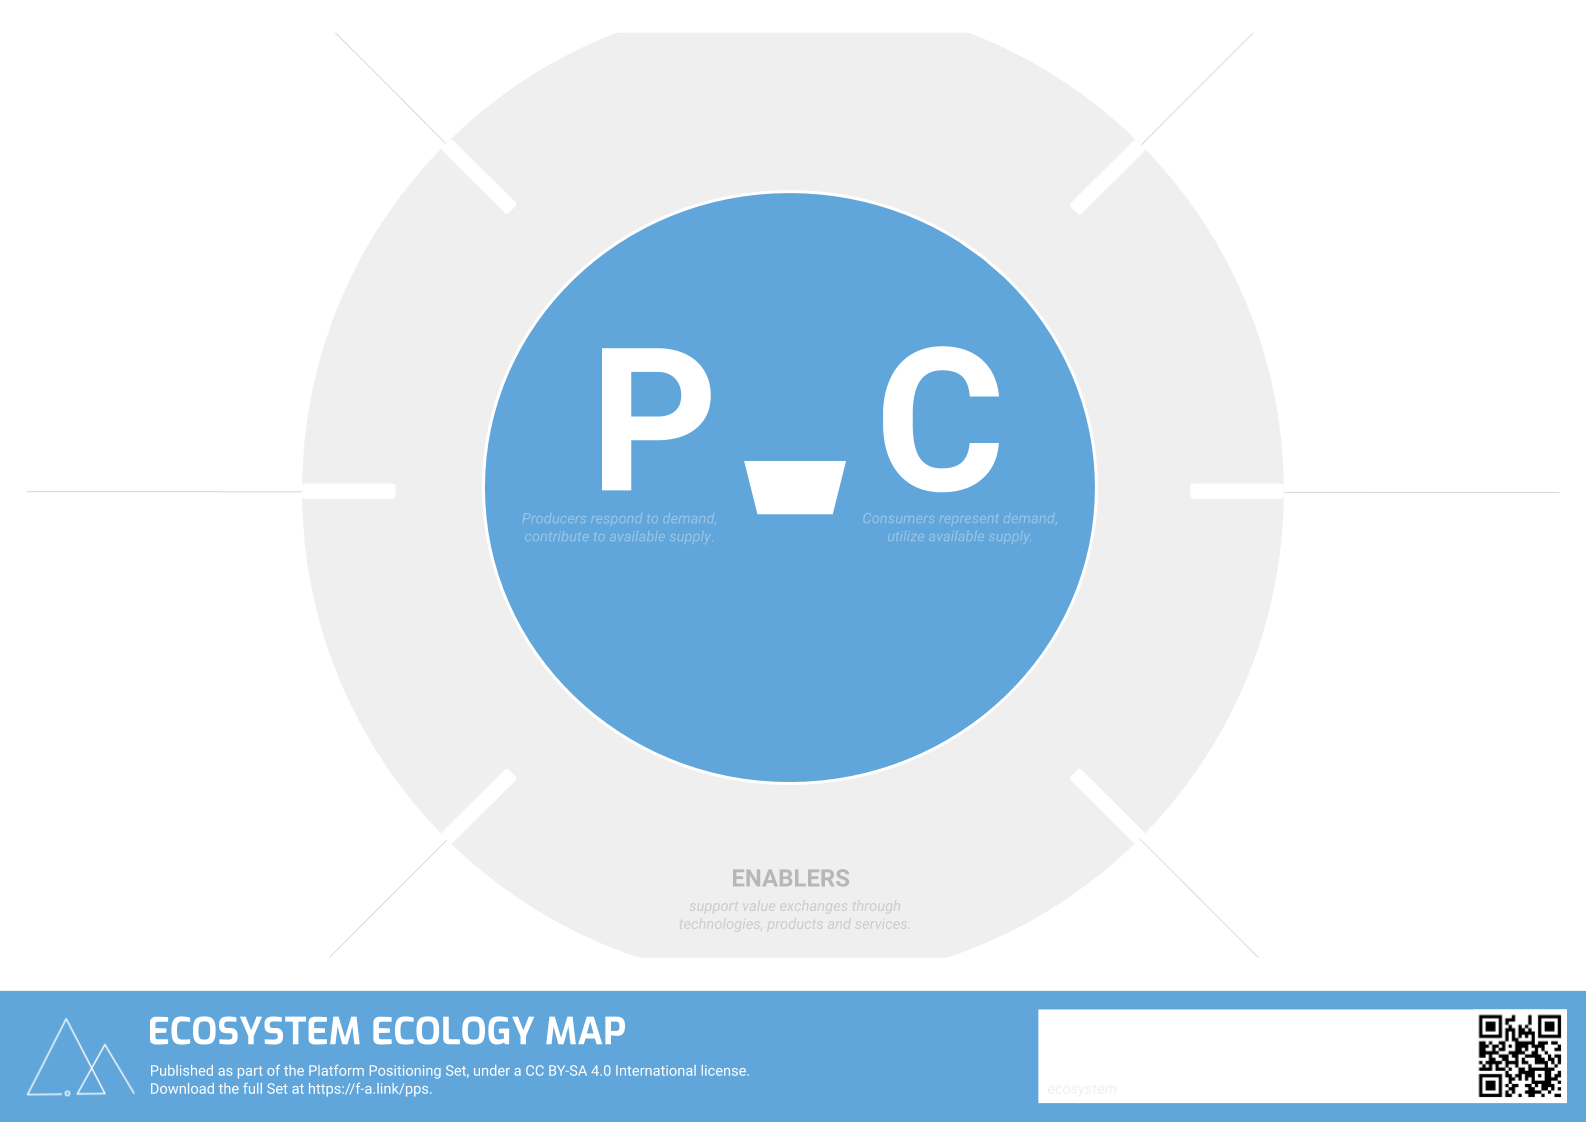 P
C
Producers respond to demand,
contribute to available supply.
Consumers represent demand,
utilize available supply.
ENABLERS
support value exchanges through
technologies, products and services.
ECOSYSTEM ECOLOGY MAP
Published as part of the Platform Positioning Set, under a CC BY-SA 4.0 International license.
Download the full Set at https://f-a.link/pps.
ecosystem